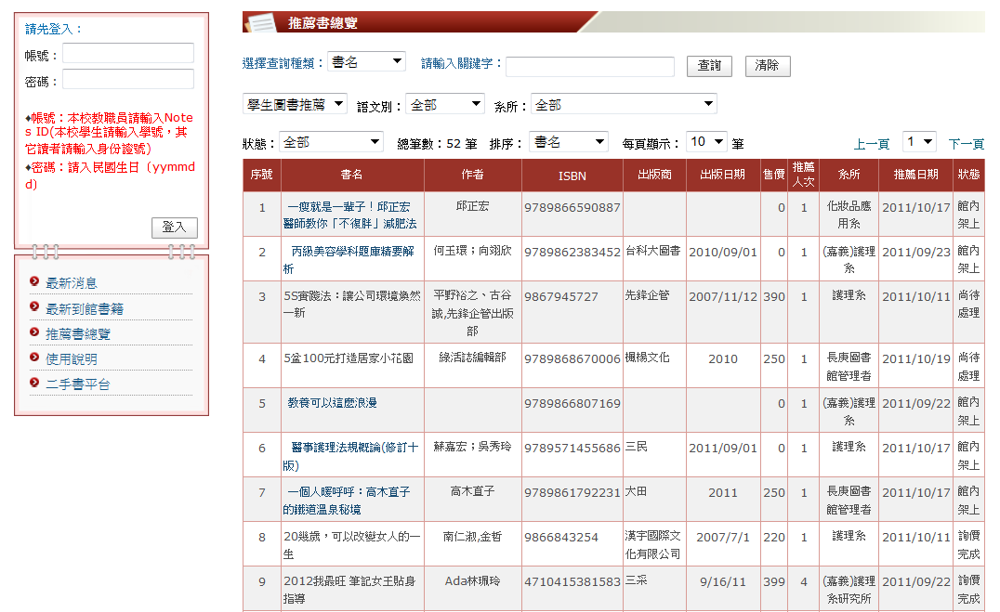 請先登入：
帳號：
密碼：
♦帳號：本校教職員請輸入Note
s ID(本校學生請輸入學號，其
它讀者請輸入身份證號)
♦密碼：請入民國生日（yymmd
d）
登入
最新消息
最新到館書籍
推薦書總覽
使用說明
二手書平台
推薦書總覽
選擇查詢種類： 書名 請輸入關鍵字： 查詢 清除
學生圖書推薦 語文別： 全部 系所： 全部
狀態： 全部 總筆數：52 筆 排序： 書名 每頁顯示： 10 筆 上一頁 1 下一頁
序號 書名 作者 ISBN 出版商 出版日期 售價 推薦人次 系所 推薦日期 狀態
1 一瘦就是一輩子！邱正宏 邱正宏 9789866590887 0 1 化妝品應 2011/10/17 館內
醫師教你「不復胖」減肥法 用系 架上
2 丙級美容學科題庫精要解 何玉環；向翊欣 9789862383452 台科大圖書 2010/09/01 0 1 (嘉義)護理 2011/09/23 館內
析 系 架上
3 5S實踐法：讓公司環境煥然 平野裕之、古谷 9867945727 先鋒企管 2007/11/12 390 1 護理系 2011/10/11 尚待
一新 誠,先鋒企管出版 處理
部
4 5盆100元打造居家小花園 綠活誌編輯部 9789868670006 楓楊文化 2010 250 1 長庚圖書 2011/10/19 尚待
館管理者 處理
5 教養可以這麼浪漫 9789866807169 0 1 (嘉義)護理 2011/09/22 館內
系 架上
6 醫事護理法規概論(修訂十 蘇嘉宏；吳秀玲 9789571455686 三民 2011/09/01 0 1 護理系 2011/10/17 館內
版) 架上
7 一個人暖呼呼：高木直子 高木直子 9789861792231 大田 2011 250 1 長庚圖書 2011/10/17 館內
的鐵道溫泉秘境 館管理者 架上
8 20幾歲，可以改變女人的一 南仁淑,金哲 9866843254 漢宇國際文 2007/7/1 220 1 護理系 2011/10/11 詢價
生 化有限公司 完成
9 2012我最旺 筆記女王貼身 Ada林珮玲 4710415381583 三采 9/16/11 399 4 (嘉義)護理 2011/09/22 詢價
指導 系研究所 完成